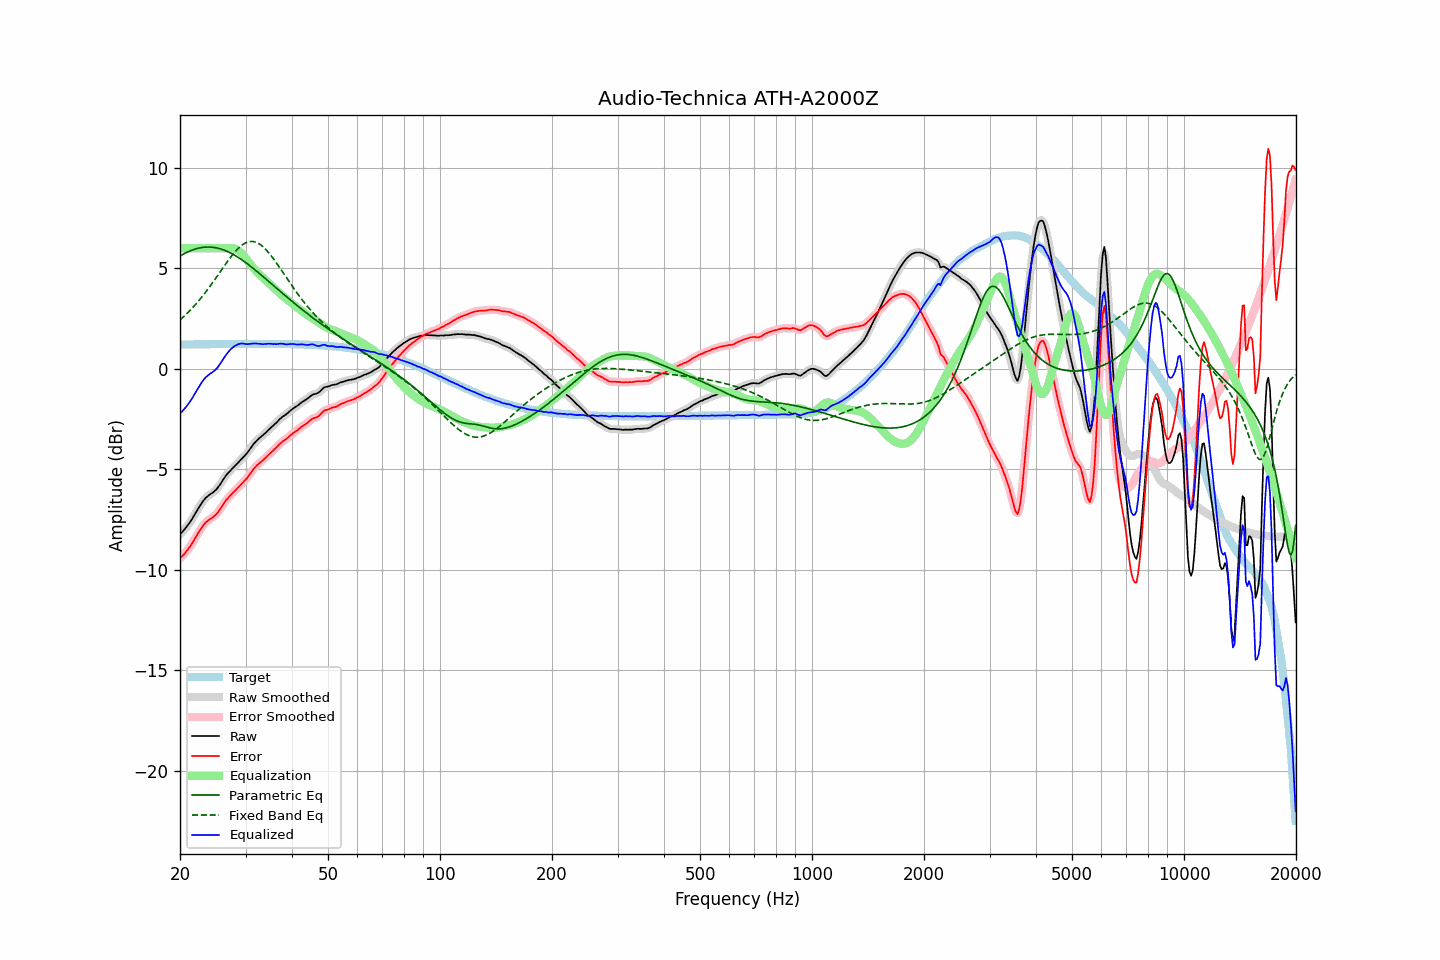 Audio-Technica ATH-A2000Z
Amplitude (dBr)
10
5
0
−5
−10
−15
−20
Target
Raw Smoothed
Error Smoothed
Raw
Error
Equalization
Parametric Eq
Fixed Band Eq
Equalized
20 50 100 200 500 1000 2000 5000 10000 20000
Frequency (Hz)